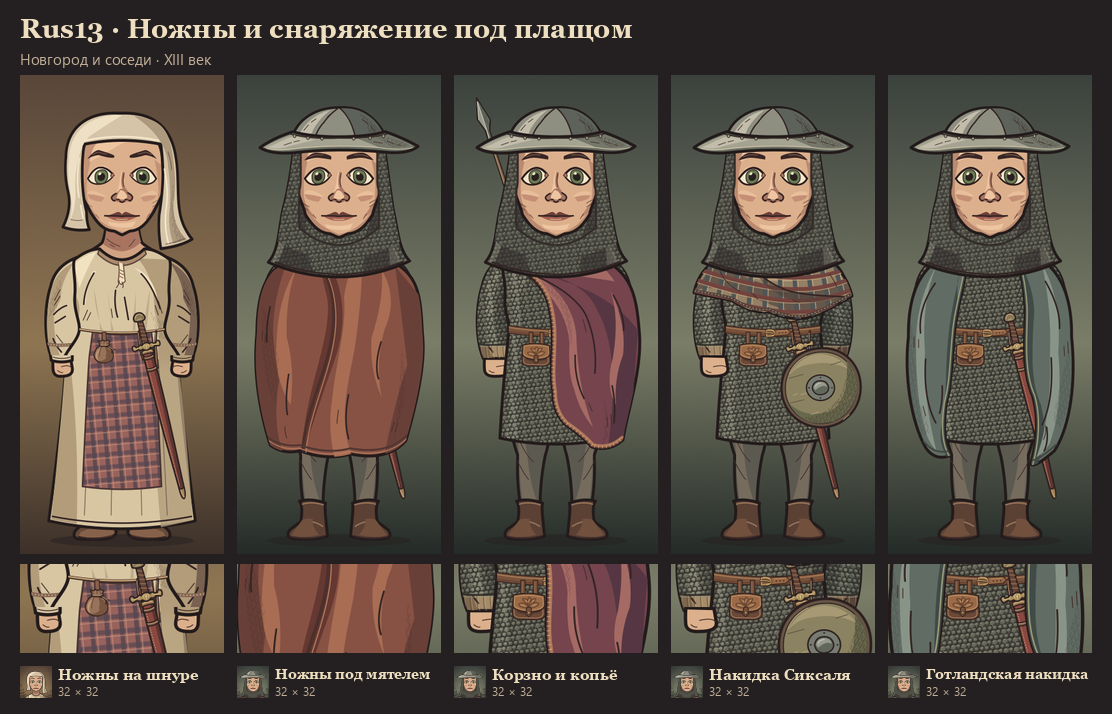 Rus13 · Ножны и снаряжение под плащом
Новгород и соседи · XIII век
Ножны на шнуре
32 × 32
Ножны под мятелем
32 × 32
Корзно и копьё
32 × 32
Накидка Сиксаля
32 × 32
Готландская накидка
32 × 32